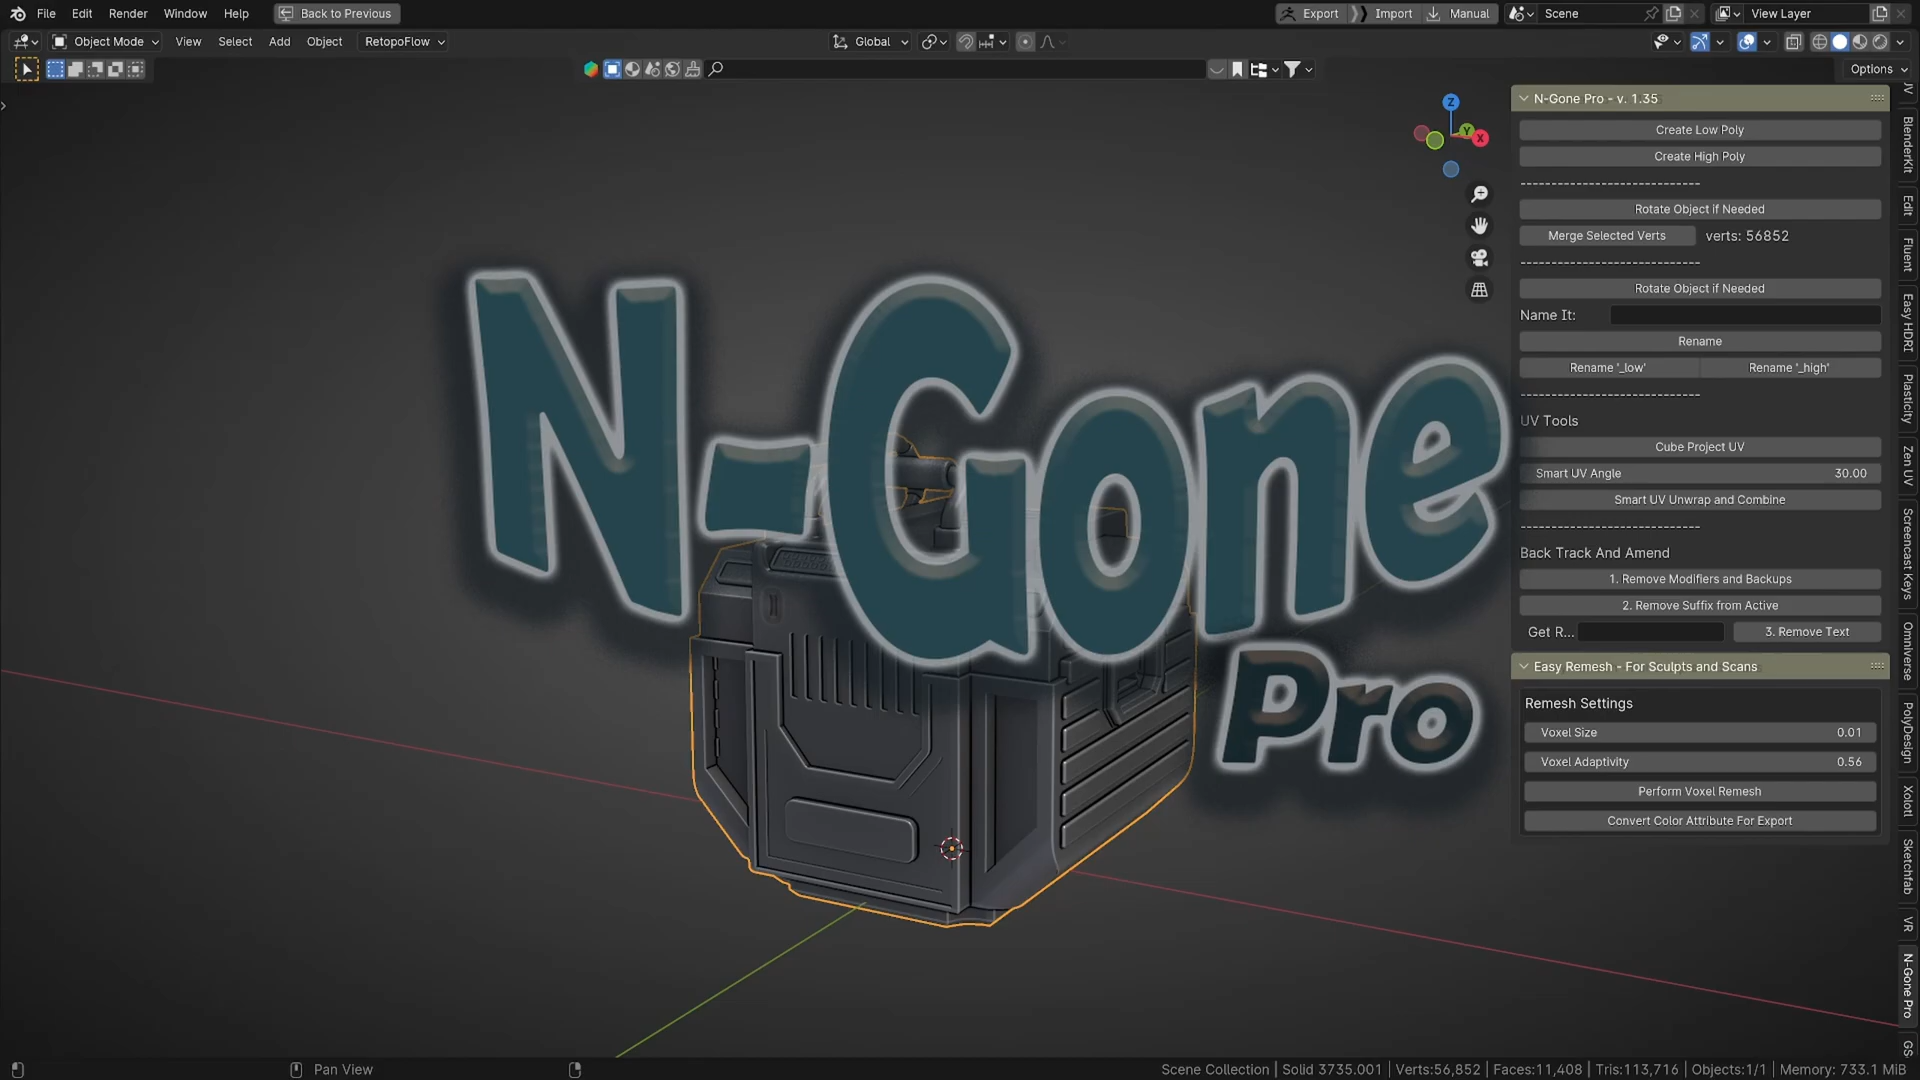 File Edit Render Window Help Back to Previous Export Import Manual Scene View Layer
Object Mode View Select Add Object RetopoFlow Global
Options
N-Gone Pro - v. 1.35
Create Low Poly
Create High Poly
-----------------------------
Rotate Object if Needed
Merge Selected Verts verts: 56852
-----------------------------
Rotate Object if Needed
Name It:
Rename
Rename '_low' Rename '_high'
-----------------------------
UV Tools
Cube Project UV
Smart UV Angle 30.00
Smart UV Unwrap and Combine
-----------------------------
Back Track And Amend
1. Remove Modifiers and Backups
2. Remove Suffix from Active
Get R... 3. Remove Text
Easy Remesh - For Sculpts and Scans
Remesh Settings
Voxel Size 0.01
Voxel Adaptivity 0.56
Perform Voxel Remesh
Convert Color Attribute For Export
Z
Y
X
N-Gone
Pro
BlenderKit
Edit
Fluent
Easy HDRI
Plasticity
Zen UV
Screencast Keys
Omniverse
PolyDesign
Xolotl
Sketchfab
VR
N-Gone Pro
GS
Pan View
Scene Collection | Solid 3735.001 | Verts:56,852 | Faces:11,408 | Tris:113,716 | Objects:1/1 | Memory: 733.1 MiB